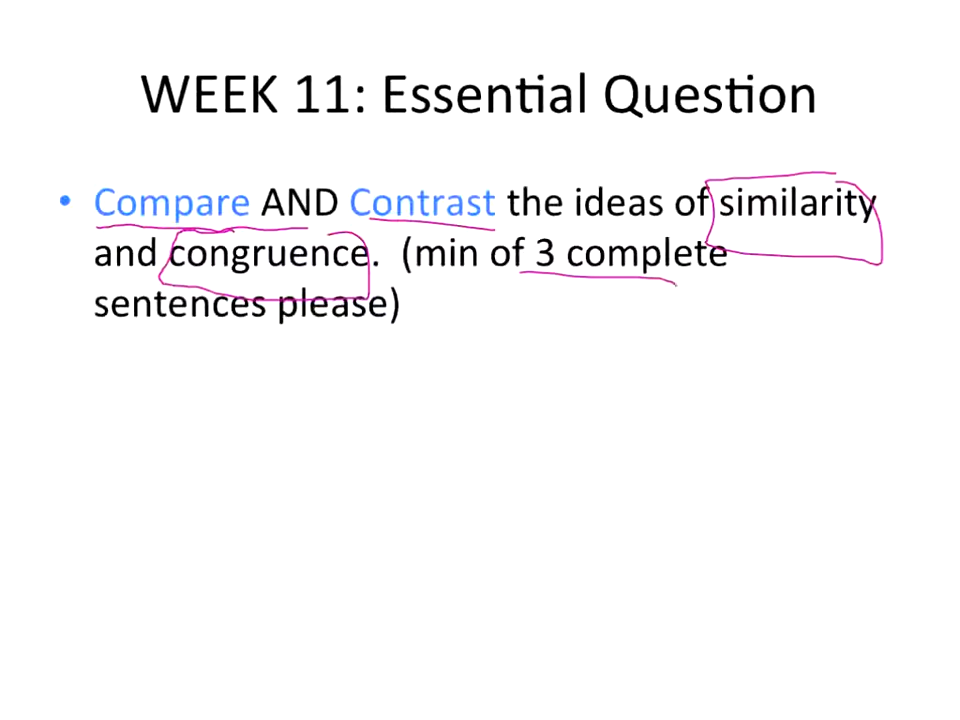 WEEK 11: Essential Question
• Compare AND Contrast the ideas of similarity
and congruence.  (min of 3 complete
sentences please)